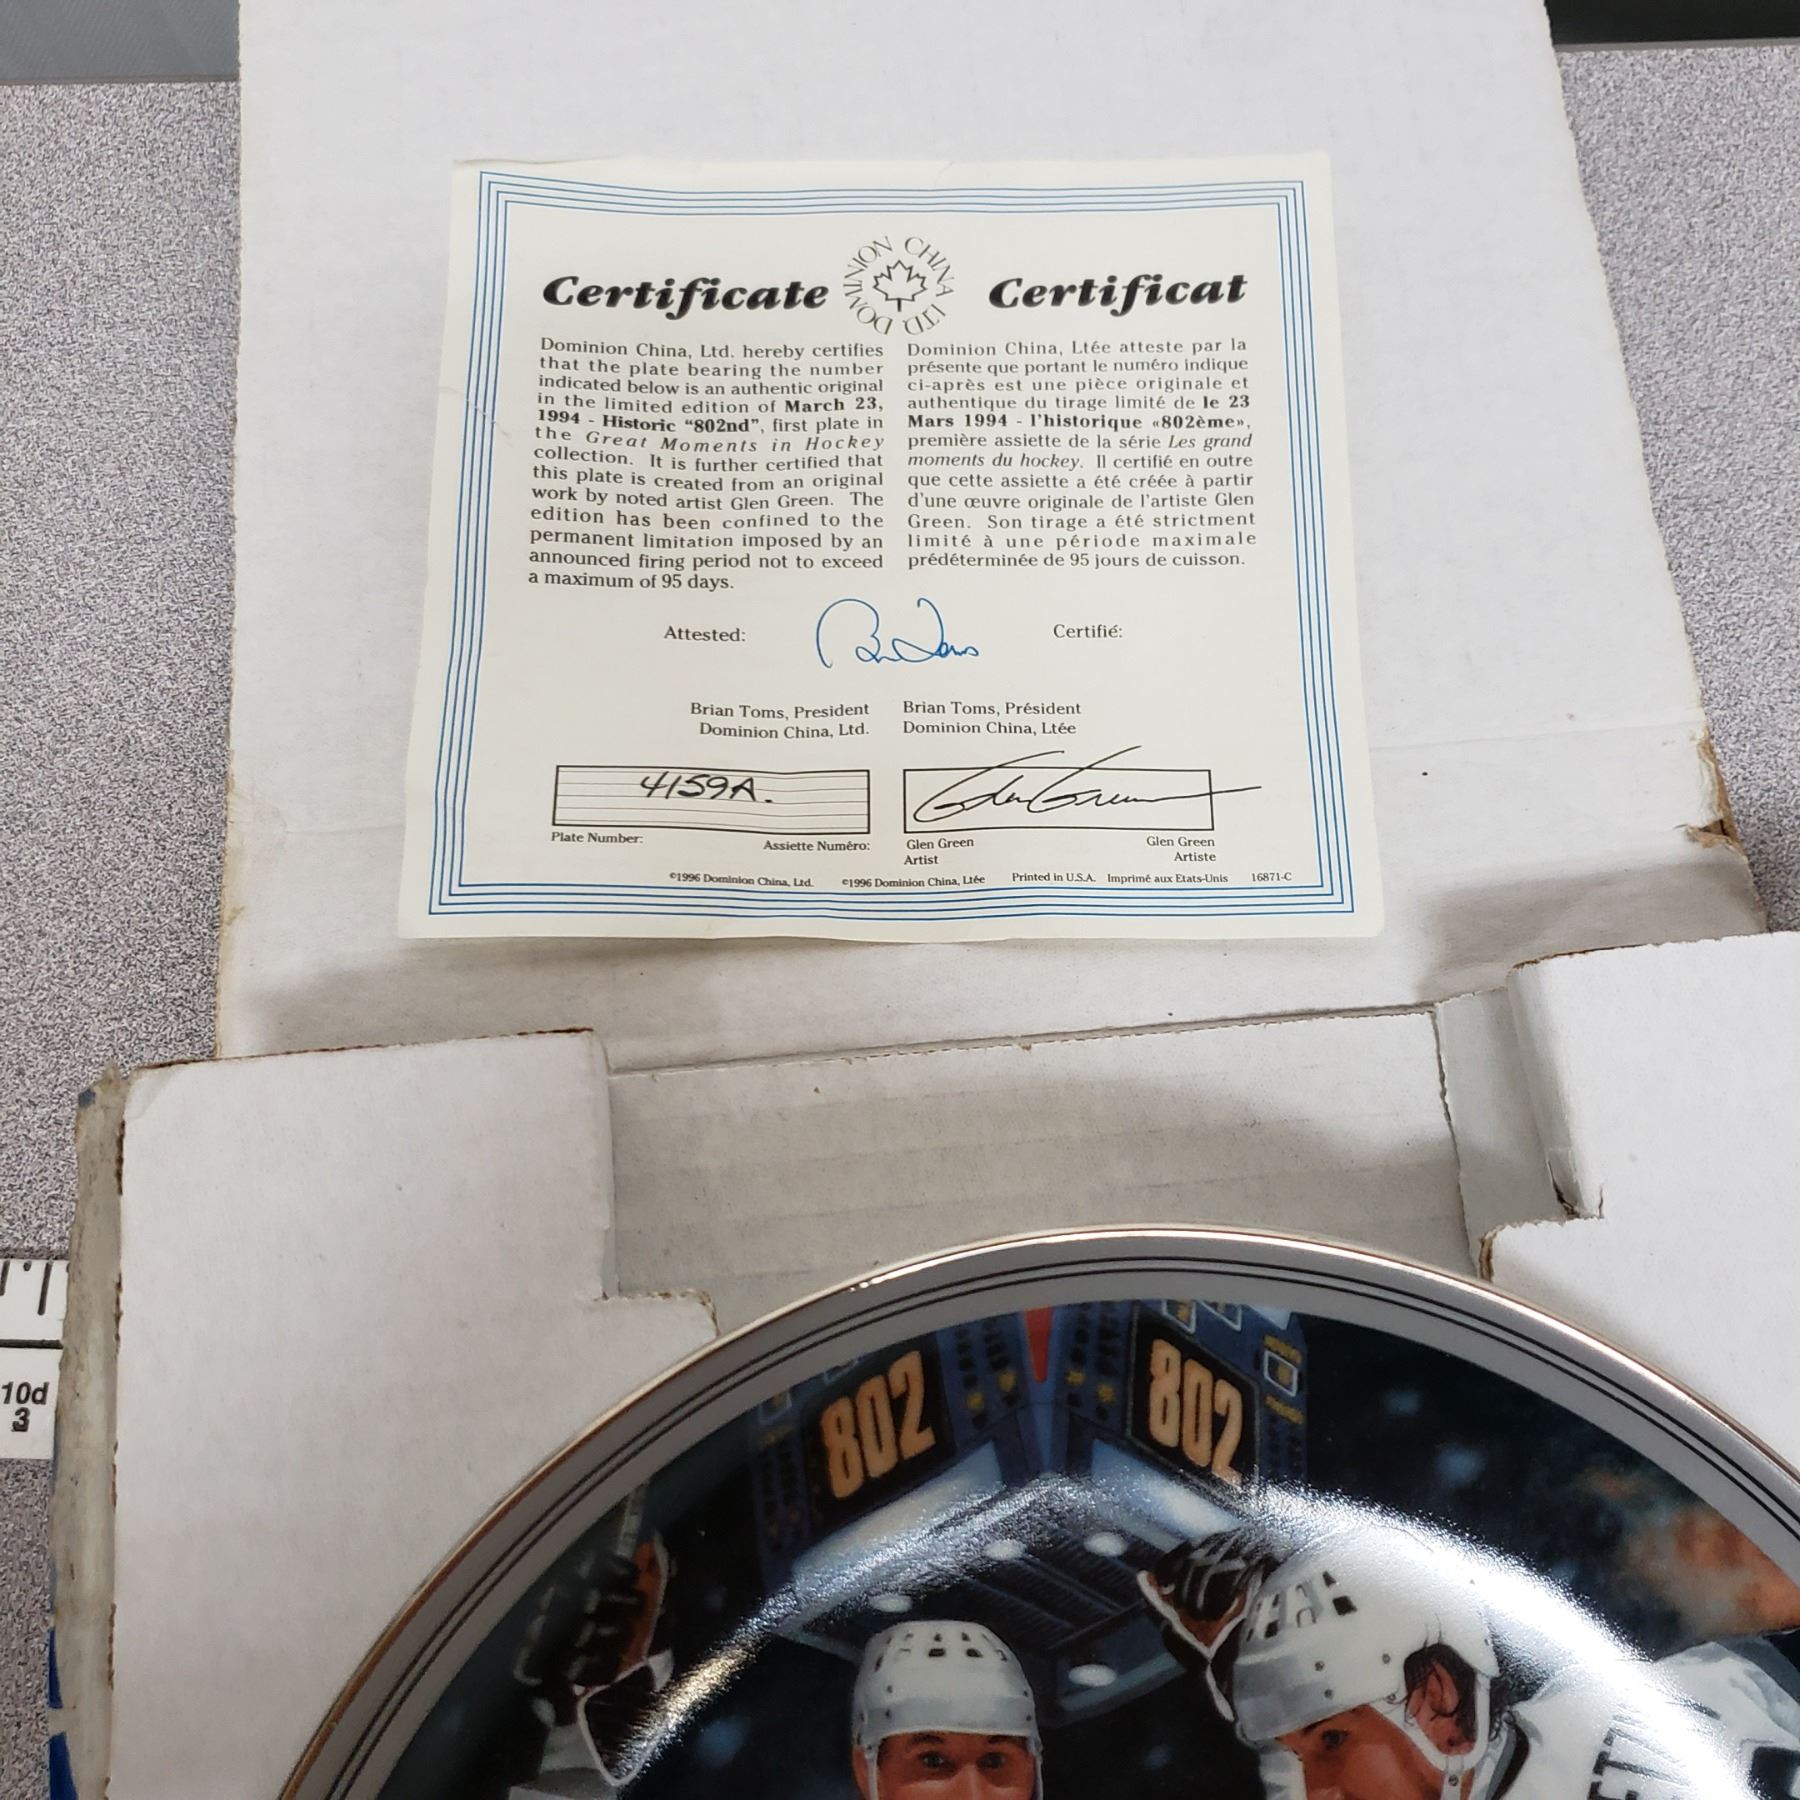 Certificate
DOMINION CHINA LTD.
Certificat
Dominion China, Ltd. hereby certifies
that the plate bearing the number
indicated below is an authentic original
in the limited edition of March 23,
1994 - Historic "802nd", first plate in
the Great Moments in Hockey
collection. It is further certified that
this plate is created from an original
work by noted artist Glen Green. The
edition has been confined to the
permanent limitation imposed by an
announced firing period not to exceed
a maximum of 95 days.
Dominion China, Ltée atteste par la
présente que portant le numéro indique
ci-après est une pièce originale et
authentique du tirage limité de le 23
Mars 1994 - l'historique «802ème»,
première assiette de la série Les grand
moments du hockey. Il certifié en outre
que cette assiette a été créée à partir
d'une œuvre originale de l'artiste Glen
Green. Son tirage a été strictment
limité à une période maximale
prédéterminée de 95 jours de cuisson.
Attested:
Certifié:
Brian Toms, President
Dominion China, Ltd.
Brian Toms, Président
Dominion China, Ltée
4159A.
Glen Green
Plate Number:
Assiette Numéro:
Glen Green
Artist
Glen Green
Artiste
©1996 Dominion China, Ltd.
©1996 Dominion China, Ltée
Printed in U.S.A. Imprimé aux Etats-Unis
16871-C
10d
3
802
802